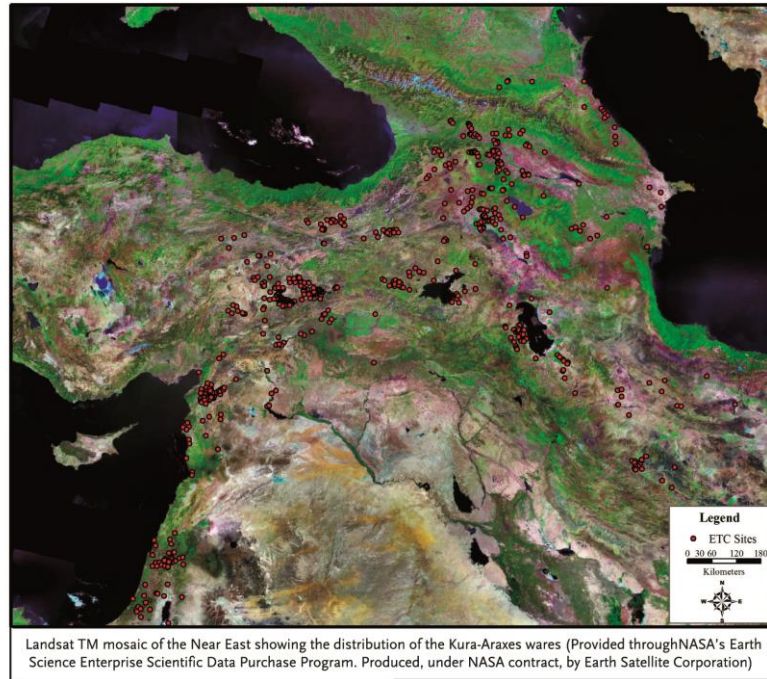 Legend
ETC Sites
0 30 60 120 180
Kilometers
N
W E
S
Landsat TM mosaic of the Near East showing the distribution of the Kura-Araxes wares (Provided throughNASA's Earth
Science Enterprise Scientific Data Purchase Program. Produced, under NASA contract, by Earth Satellite Corporation)